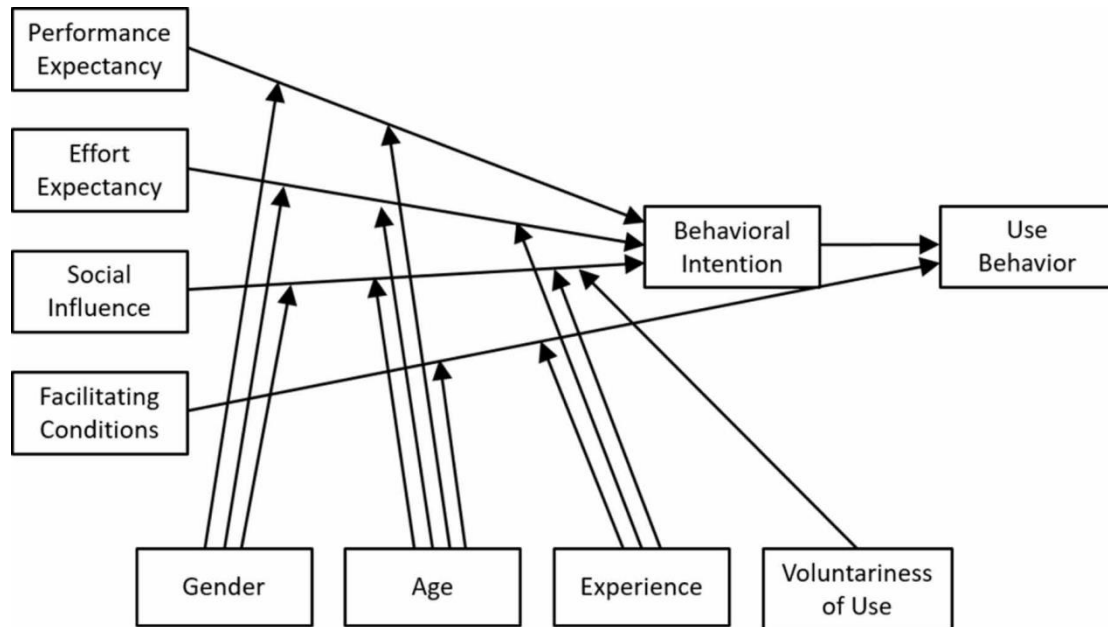 Performance
Expectancy
Effort
Expectancy
Social
Influence
Facilitating
Conditions
Behavioral
Intention
Use
Behavior
Gender
Age
Experience
Voluntariness
of Use